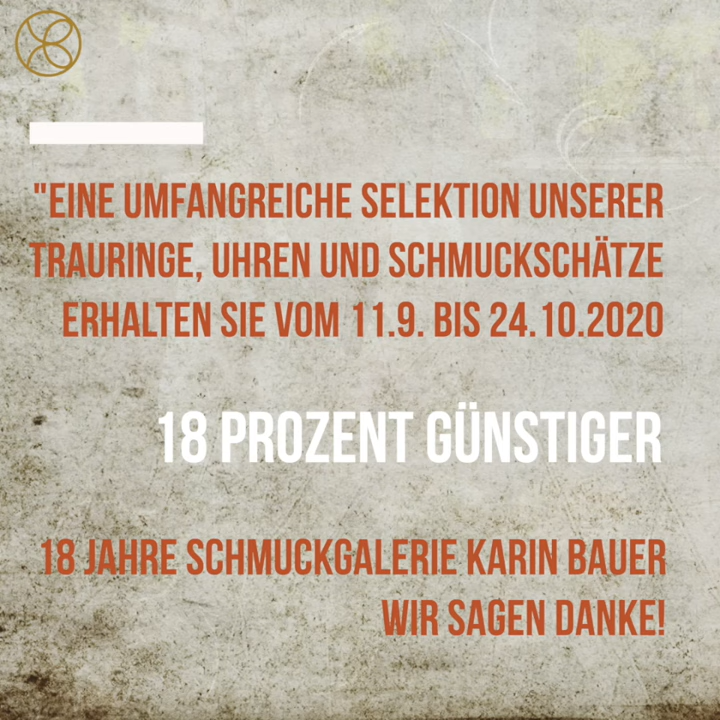 "EINE UMFANGREICHE SELEKTION UNSERER
TRAURINGE, UHREN UND SCHMUCKSCHÄTZE
ERHALTEN SIE VOM 11.9. BIS 24.10.2020
18 PROZENT GÜNSTIGER
18 JAHRE SCHMUCKGALERIE KARIN BAUER
WIR SAGEN DANKE!